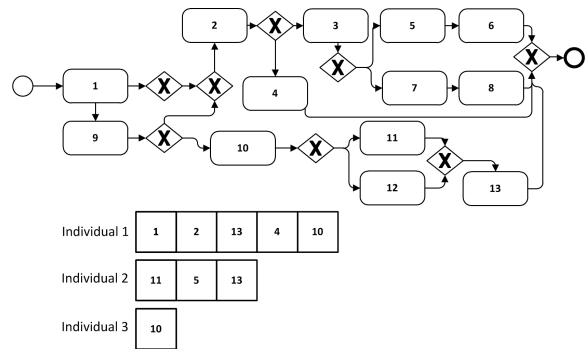 2
3
5
6
X
X
X
1
X
X
4
7
8
9
X
10
X
11
X
12
13
Individual 1 1 2 13 4 10
Individual 2 11 5 13
Individual 3 10